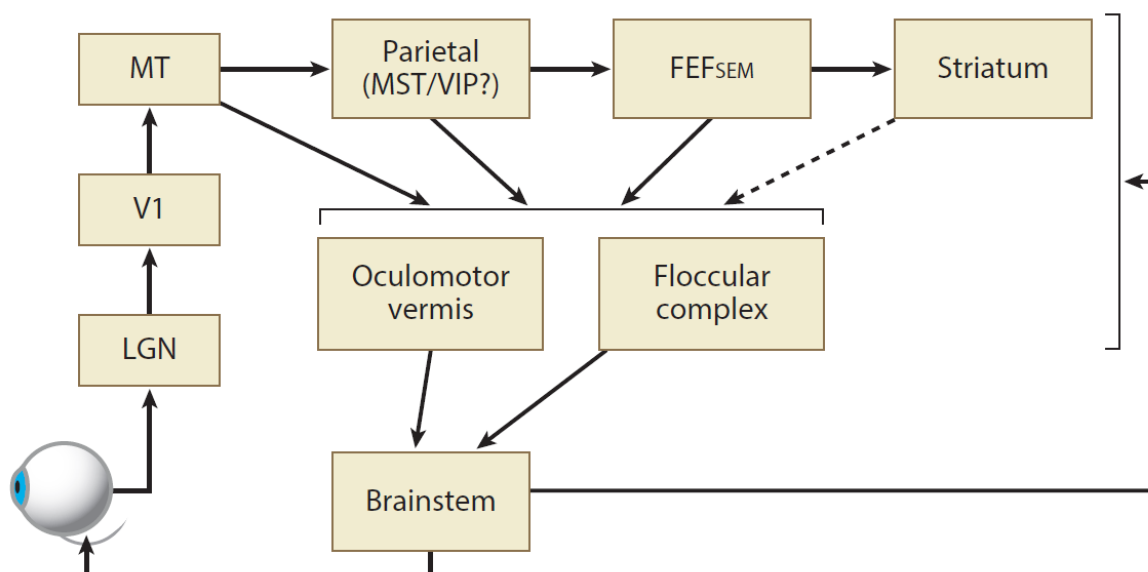 MT
Parietal
(MST/VIP?)
FEFSEM
Striatum
V1
Oculomotor
vermis
Floccular
complex
LGN
Brainstem